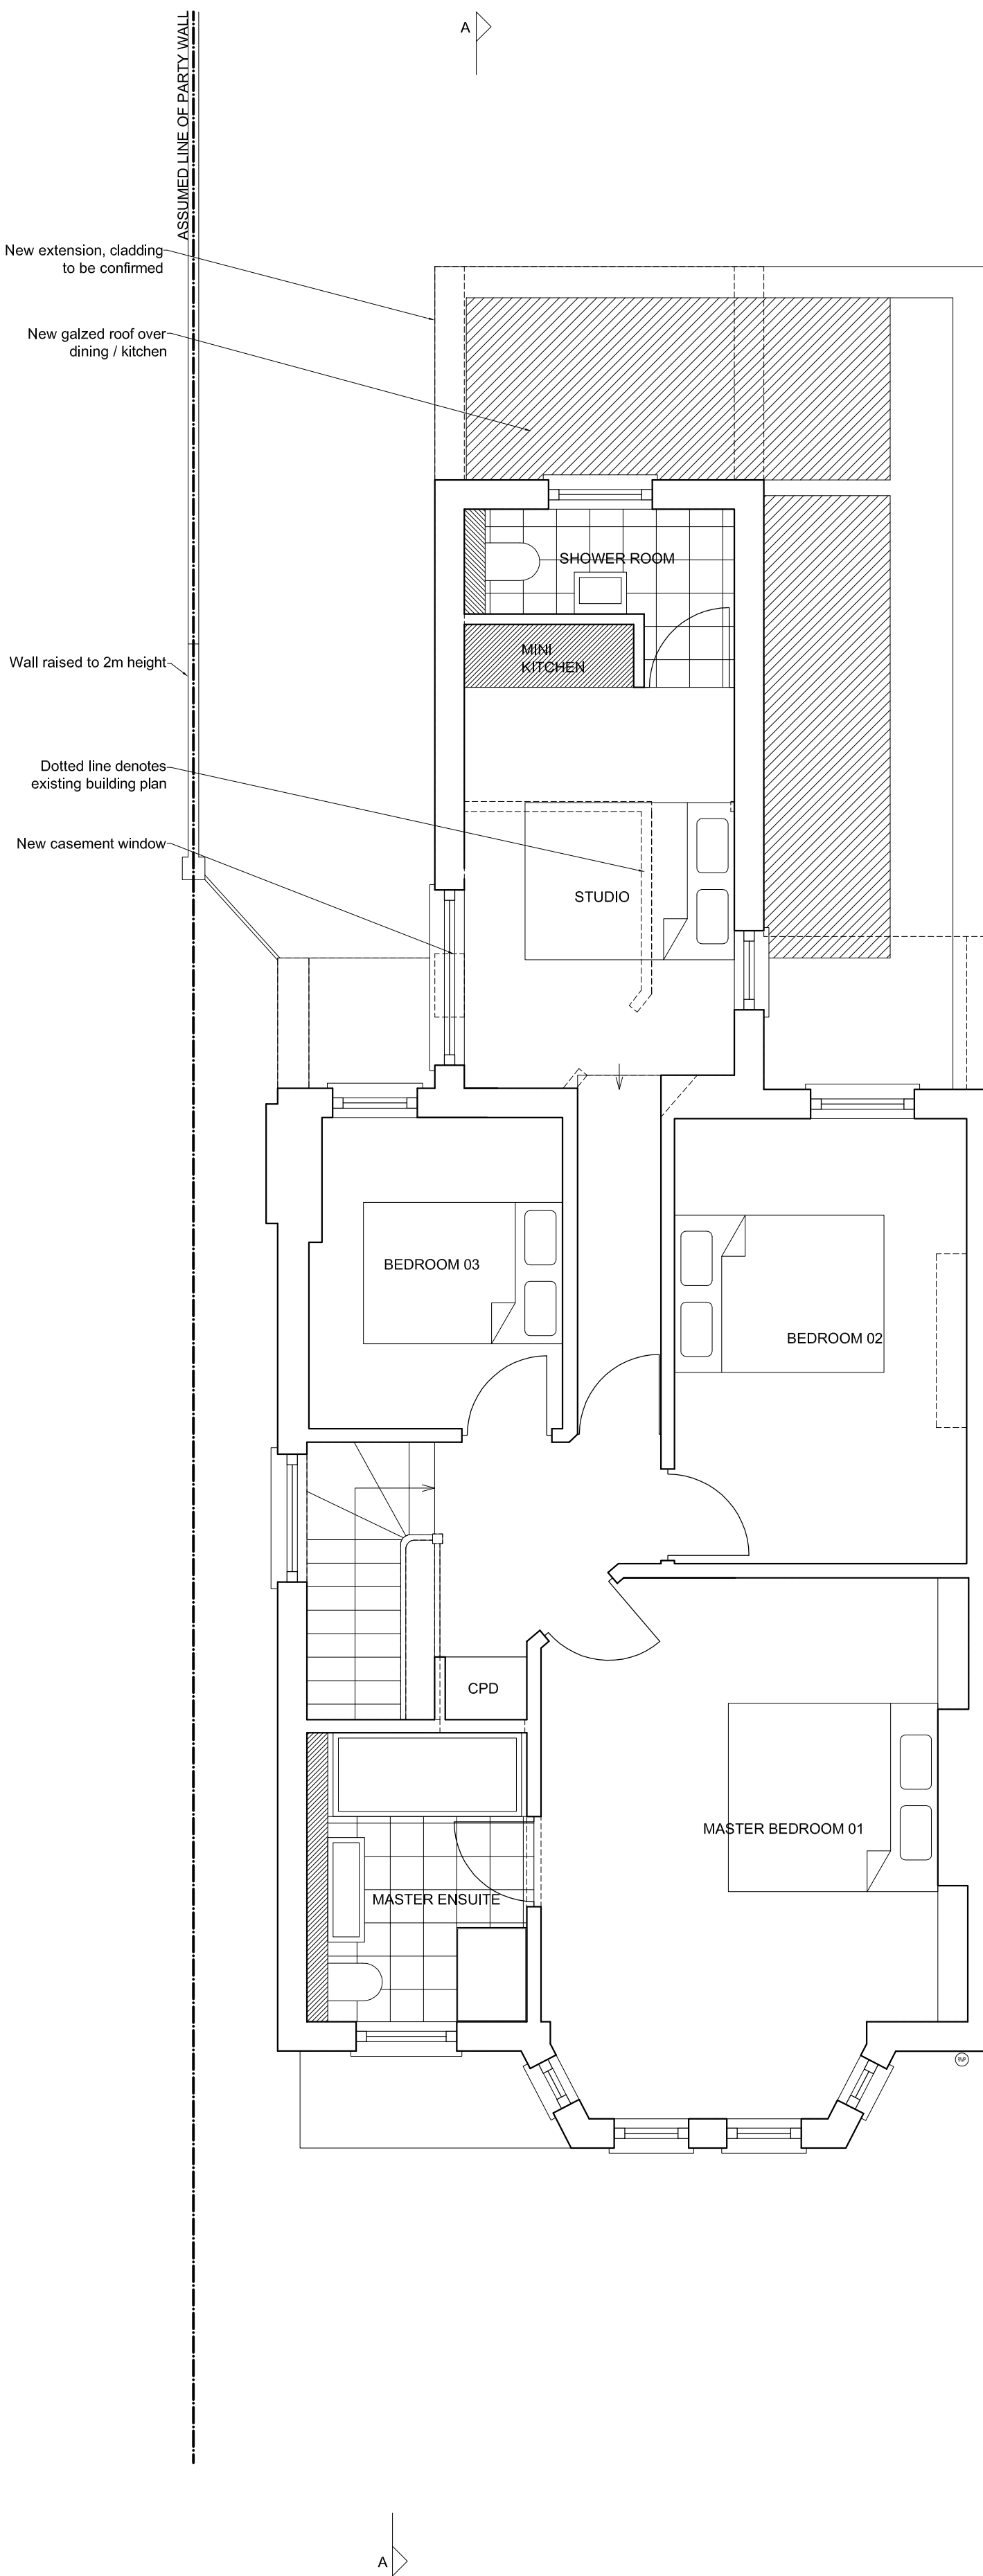 A
ASSUMED LINE OF PARTY WALL
New extension, cladding
to be confirmed
New galzed roof over
dining / kitchen
SHOWER ROOM
MINI
KITCHEN
Wall raised to 2m height
Dotted line denotes
existing building plan
New casement window
STUDIO
BEDROOM 03
BEDROOM 02
CPD
MASTER BEDROOM 01
MASTER ENSUITE
A